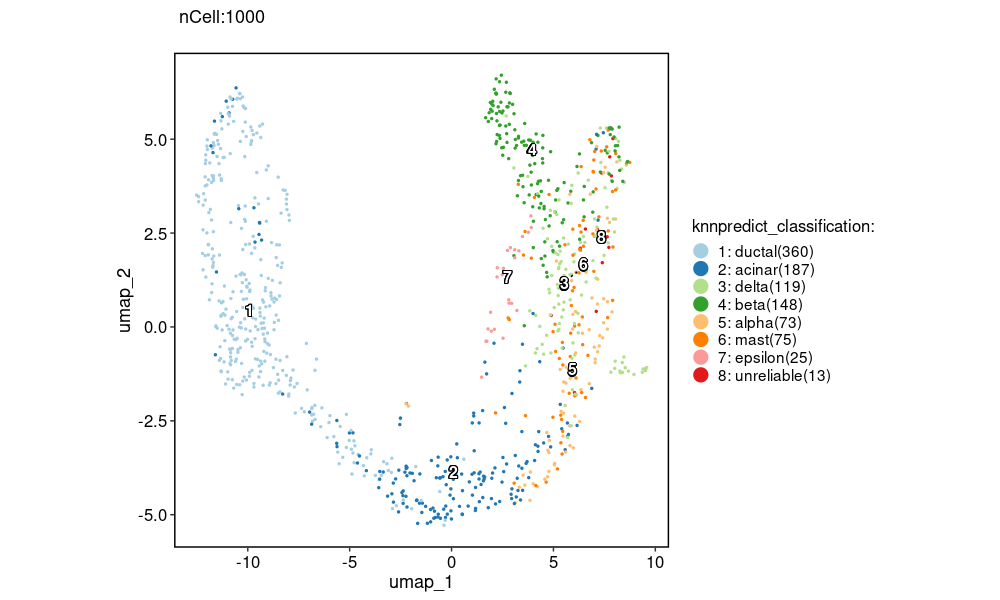 nCell:1000
5.0
2.5
0.0
-2.5
-5.0
umap_2
-10
-5
0
5
10
umap_1
4
8
6
7
3
1
5
2
knnpredict_classification:
1: ductal(360)
2: acinar(187)
3: delta(119)
4: beta(148)
5: alpha(73)
6: mast(75)
7: epsilon(25)
8: unreliable(13)